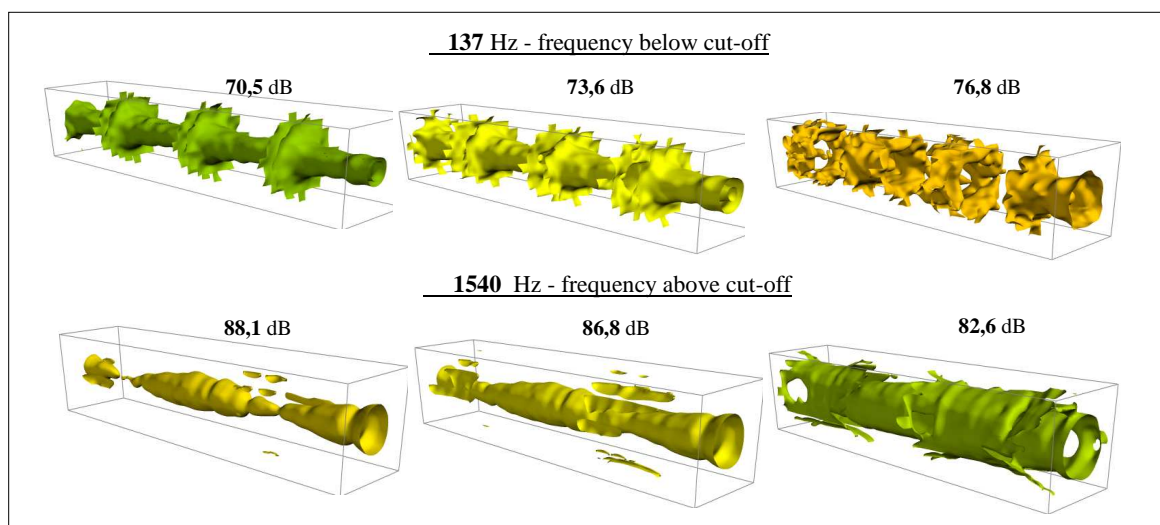 137 Hz - frequency below cut-off
70,5 dB 73,6 dB 76,8 dB
1540 Hz - frequency above cut-off
88,1 dB 86,8 dB 82,6 dB